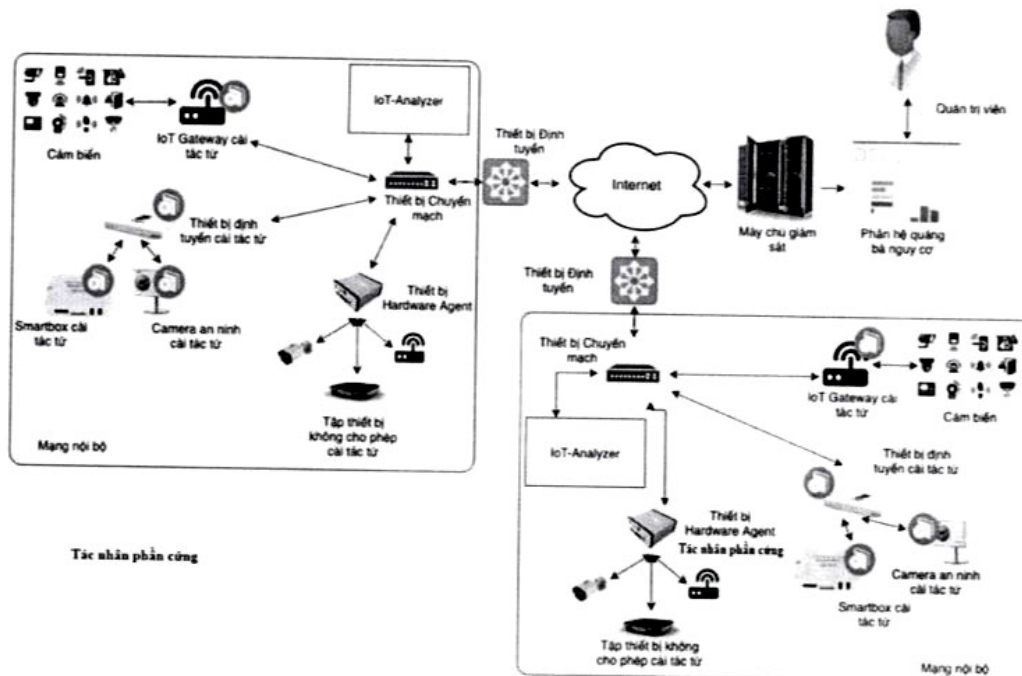 IoT-Analyzer
Cảm biến
IoT Gateway cài
tác tử
Thiết bị Chuyển
mạch
Thiết bị định
tuyến cài tác tử
Smartbox cài
tác tử
Camera an ninh
cài tác tử
Thiết bị
Hardware Agent
Tập thiết bị
không cho phép
cài tác tử
Mạng nội bộ
Thiết bị Định
tuyến
Internet
Máy chủ giám
sát
Quản trị viên
Phân hệ quảng
bá nguy cơ
Thiết bị Định
tuyến
Thiết bị Chuyển
mạch
IoT-Analyzer
IoT Gateway cài
tác tử
Cảm biến
Thiết bị định
tuyến cài tác tử
Thiết bị
Hardware Agent
Tác nhân phần cứng
Camera an ninh
cài tác tử
Smartbox cài
tác tử
Tập thiết bị không
cho phép cài tác tử
Mạng nội bộ
Tác nhân phần cứng